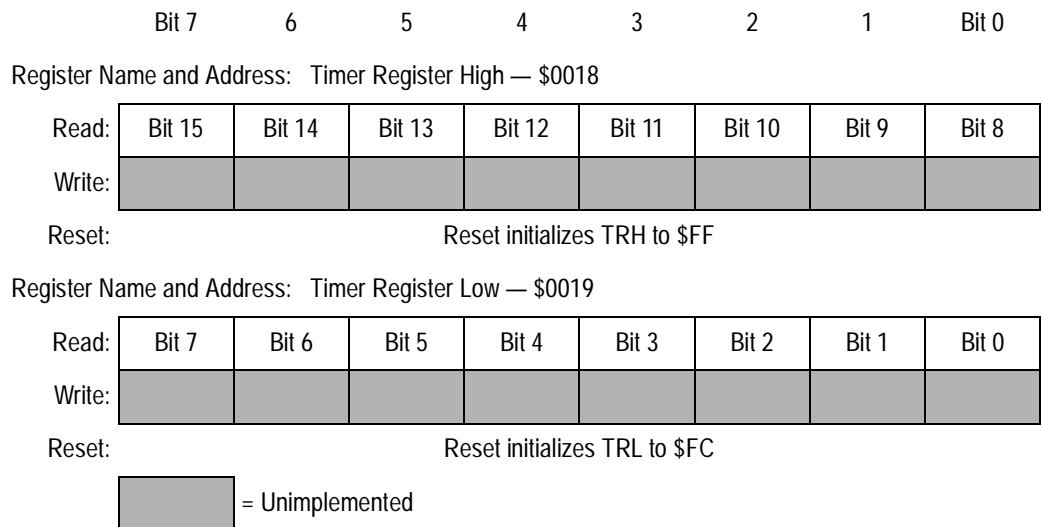 Bit 7 6 5 4 3 2 1 Bit 0
Register Name and Address: Timer Register High — $0018
Read: Bit 15 Bit 14 Bit 13 Bit 12 Bit 11 Bit 10 Bit 9 Bit 8
Write:
Reset: Reset initializes TRH to $FF
Register Name and Address: Timer Register Low — $0019
Read: Bit 7 Bit 6 Bit 5 Bit 4 Bit 3 Bit 2 Bit 1 Bit 0
Write:
Reset: Reset initializes TRL to $FC
= Unimplemented